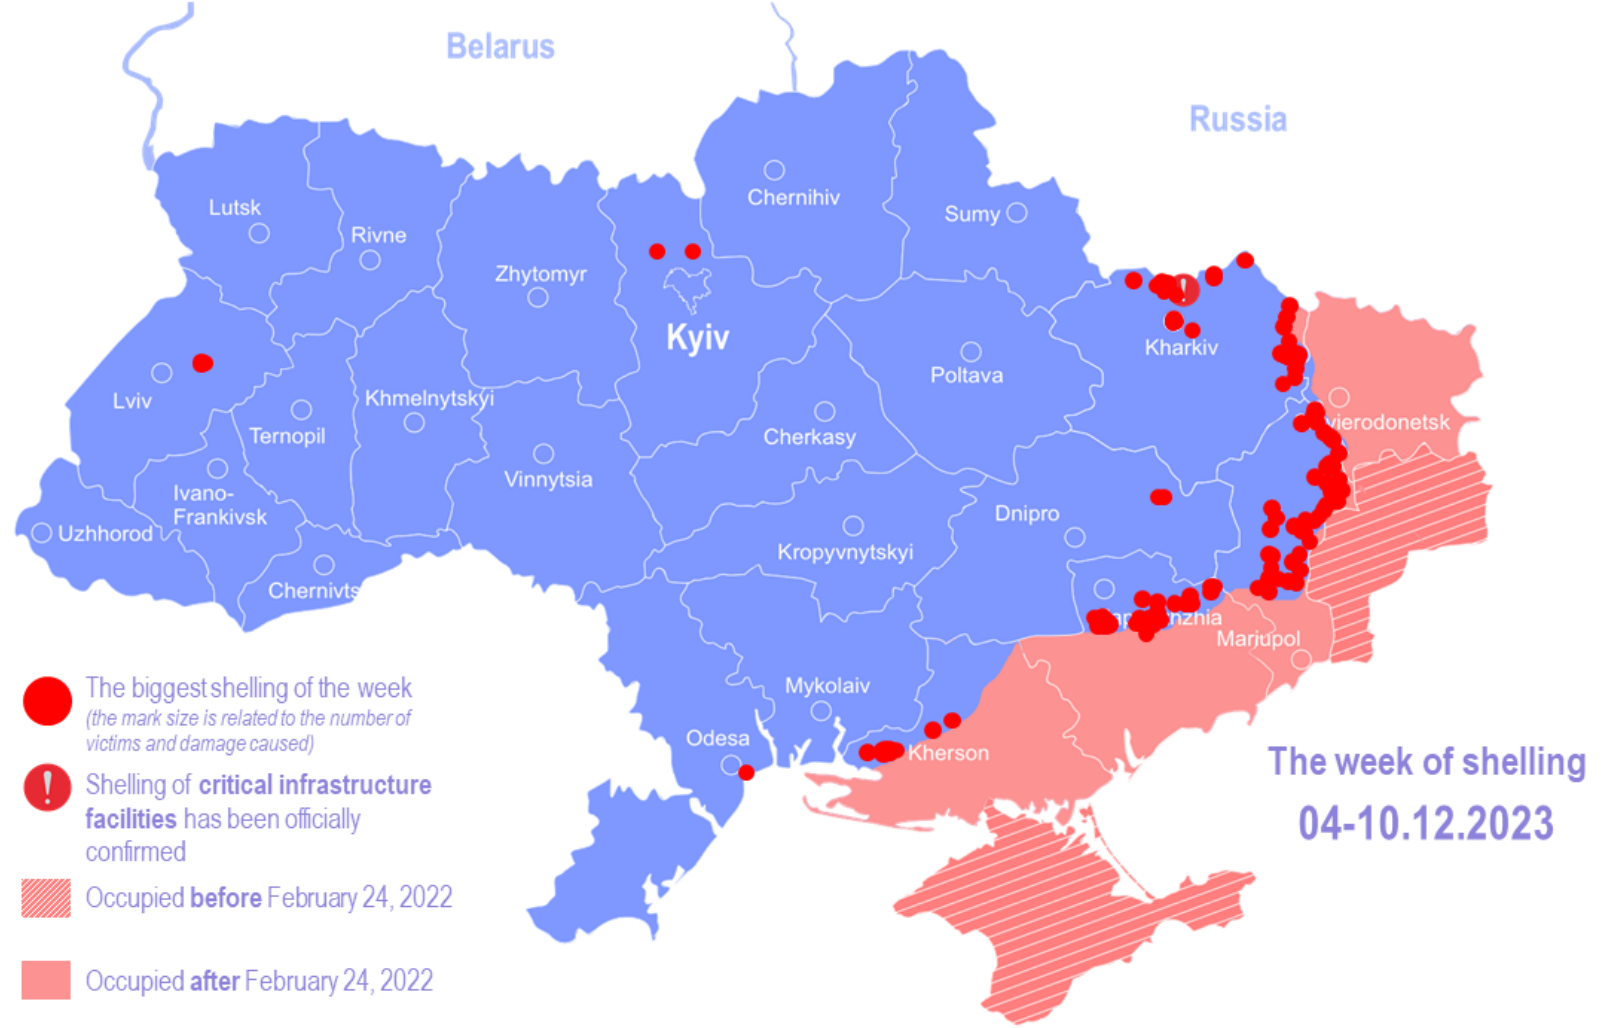 Belarus
Russia
Chernihiv
Lutsk
Sumy
Rivne
Zhytomyr
Kyiv
Kharkiv
Poltava
Lviv
Khmelnytskyi
Ternopil
Cherkasy
vierodonetsk
Vinnytsia
Ivano-
Frankivsk
Dnipro
Uzhhorod
Kropyvnytskyi
Chernivts
Mariupol
Mykolaiv
Odesa
Kherson
The biggest shelling of the week
(the mark size is related to the number of
victims and damage caused)
Shelling of critical infrastructure
facilities has been officially
confirmed
Occupied before February 24, 2022
Occupied after February 24, 2022
The week of shelling
04-10.12.2023